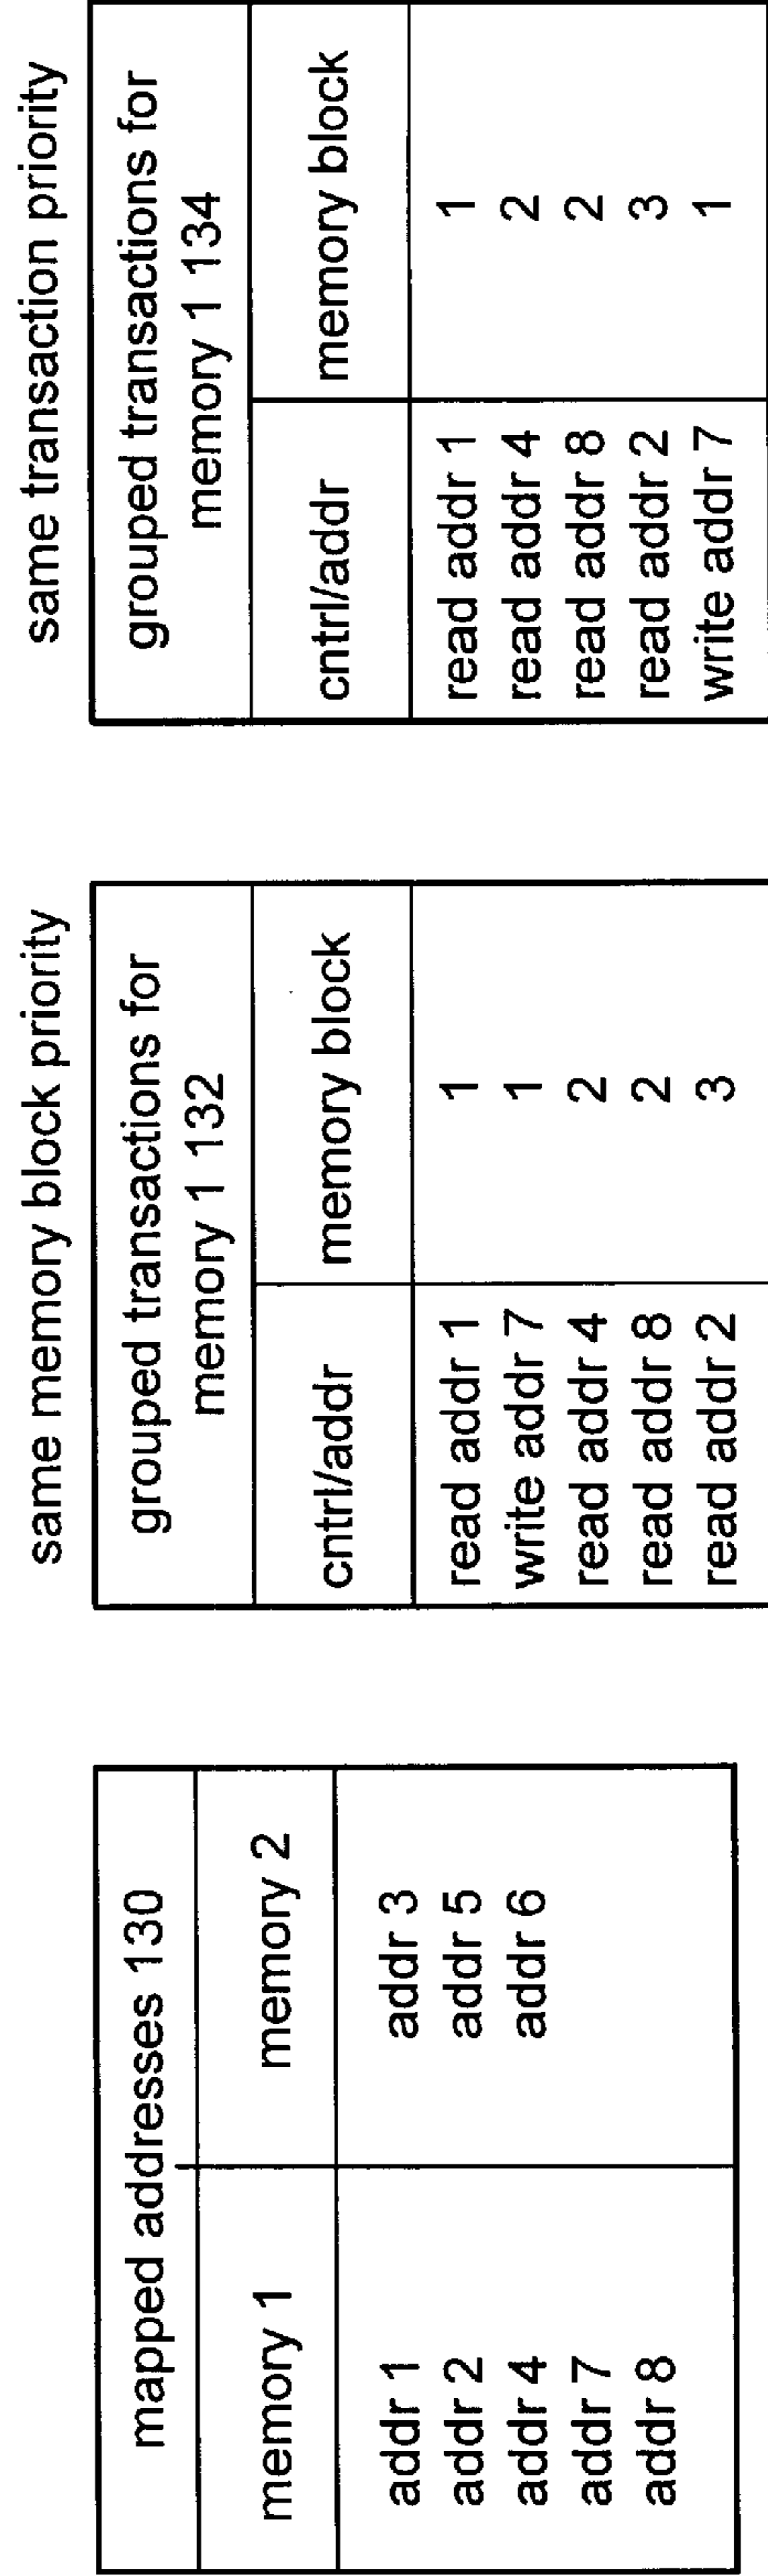 mapped addresses 130
memory 1 memory 2
addr 1 addr 3
addr 2 addr 5
addr 4 addr 6
addr 7
addr 8
same memory block priority
grouped transactions for
memory 1 132
cntrl/addr memory block
read addr 1 1
write addr 7 1
read addr 4 2
read addr 8 2
read addr 2 3
same transaction priority
grouped transactions for
memory 1 134
cntrl/addr memory block
read addr 1 1
read addr 4 2
read addr 8 2
read addr 2 3
write addr 7 1